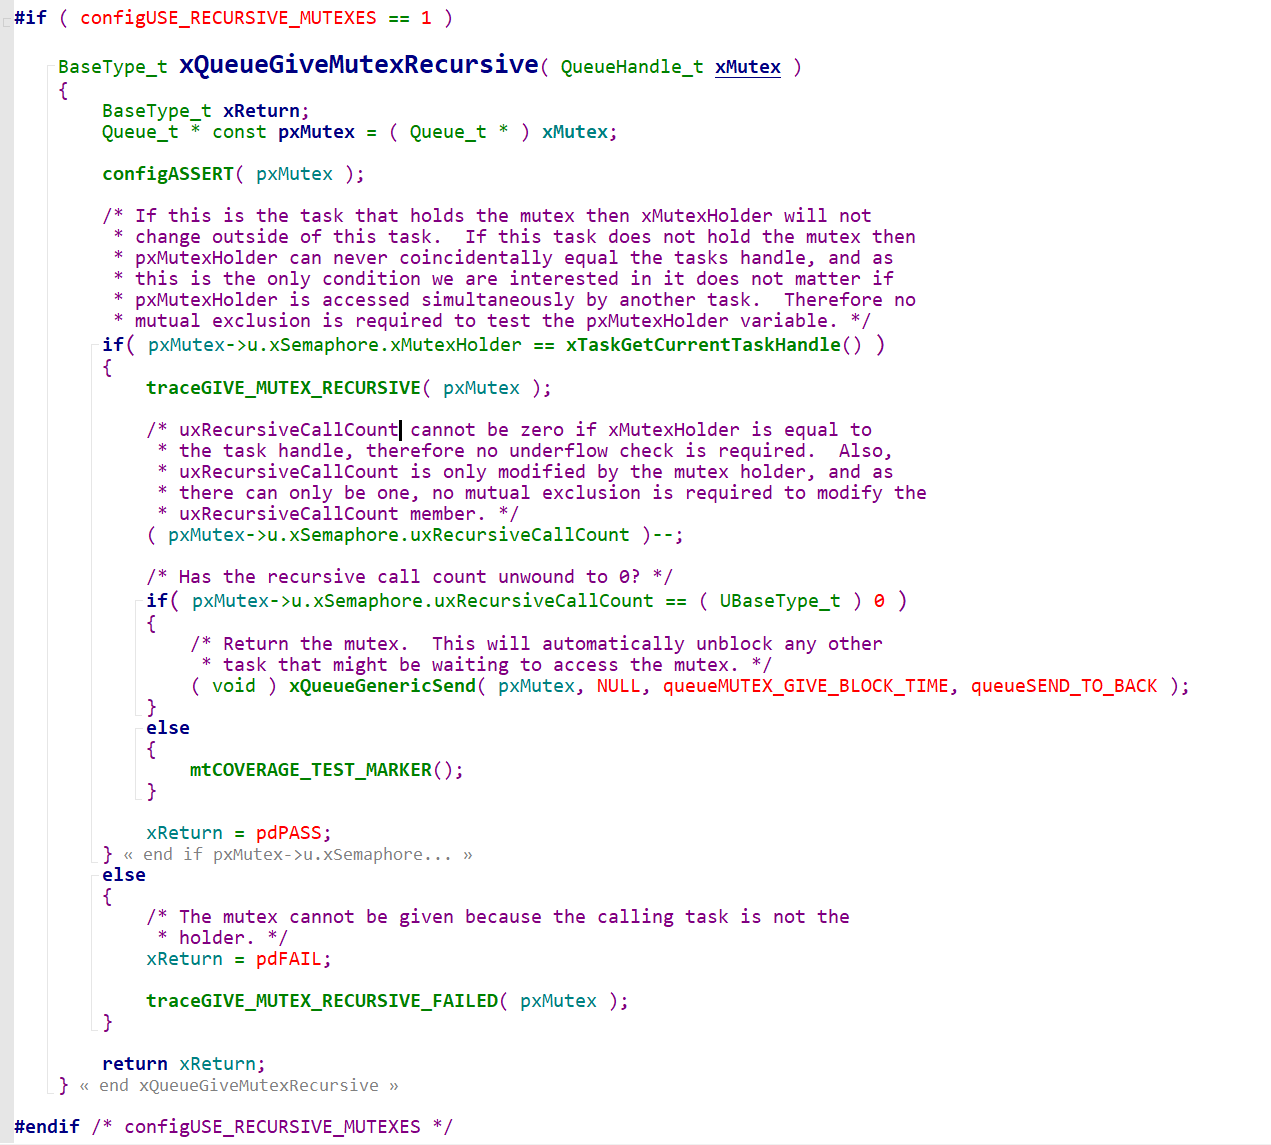 #if ( configUSE_RECURSIVE_MUTEXES == 1 )
BaseType_t xQueueGiveMutexRecursive( QueueHandle_t xMutex )
{
BaseType_t xReturn;
Queue_t * const pxMutex = ( Queue_t * ) xMutex;
configASSERT( pxMutex );
/* If this is the task that holds the mutex then xMutexHolder will not
* change outside of this task.  If this task does not hold the mutex then
* pxMutexHolder can never coincidentally equal the tasks handle, and as
* this is the only condition we are interested in it does not matter if
* pxMutexHolder is accessed simultaneously by another task.  Therefore no
* mutual exclusion is required to test the pxMutexHolder variable. */
if( pxMutex->u.xSemaphore.xMutexHolder == xTaskGetCurrentTaskHandle() )
{
traceGIVE_MUTEX_RECURSIVE( pxMutex );
/* uxRecursiveCallCount cannot be zero if xMutexHolder is equal to
* the task handle, therefore no underflow check is required.  Also,
* uxRecursiveCallCount is only modified by the mutex holder, and as
* there can only be one, no mutual exclusion is required to modify the
* uxRecursiveCallCount member. */
( pxMutex->u.xSemaphore.uxRecursiveCallCount )--;
/* Has the recursive call count unwound to 0? */
if( pxMutex->u.xSemaphore.uxRecursiveCallCount == ( UBaseType_t ) 0 )
{
/* Return the mutex.  This will automatically unblock any other
* task that might be waiting to access the mutex. */
( void ) xQueueGenericSend( pxMutex, NULL, queueMUTEX_GIVE_BLOCK_TIME, queueSEND_TO_BACK );
}
else
{
mtCOVERAGE_TEST_MARKER();
}
xReturn = pdPASS;
} « end if pxMutex->u.xSemaphore... »
else
{
/* The mutex cannot be given because the calling task is not the
* holder. */
xReturn = pdFAIL;
traceGIVE_MUTEX_RECURSIVE_FAILED( pxMutex );
}
return xReturn;
} « end xQueueGiveMutexRecursive »
#endif /* configUSE_RECURSIVE_MUTEXES */